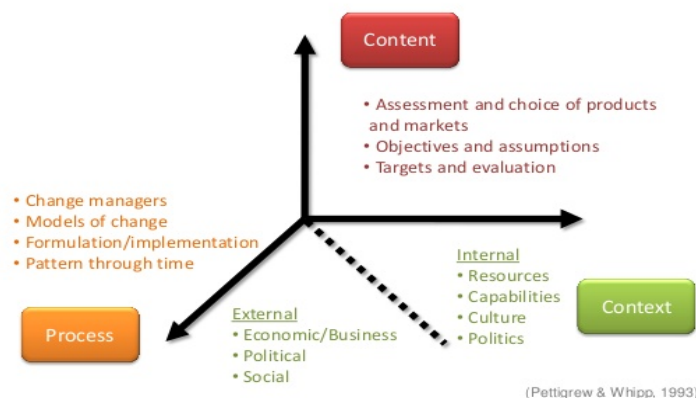 Content
• Assessment and choice of products
and markets
• Objectives and assumptions
• Targets and evaluation
• Change managers
• Models of change
• Formulation/implementation
• Pattern through time
Process
External
• Economic/Business
• Political
• Social
Internal
• Resources
• Capabilities
• Culture
• Politics
Context
(Pettigrew & Whipp, 1993)